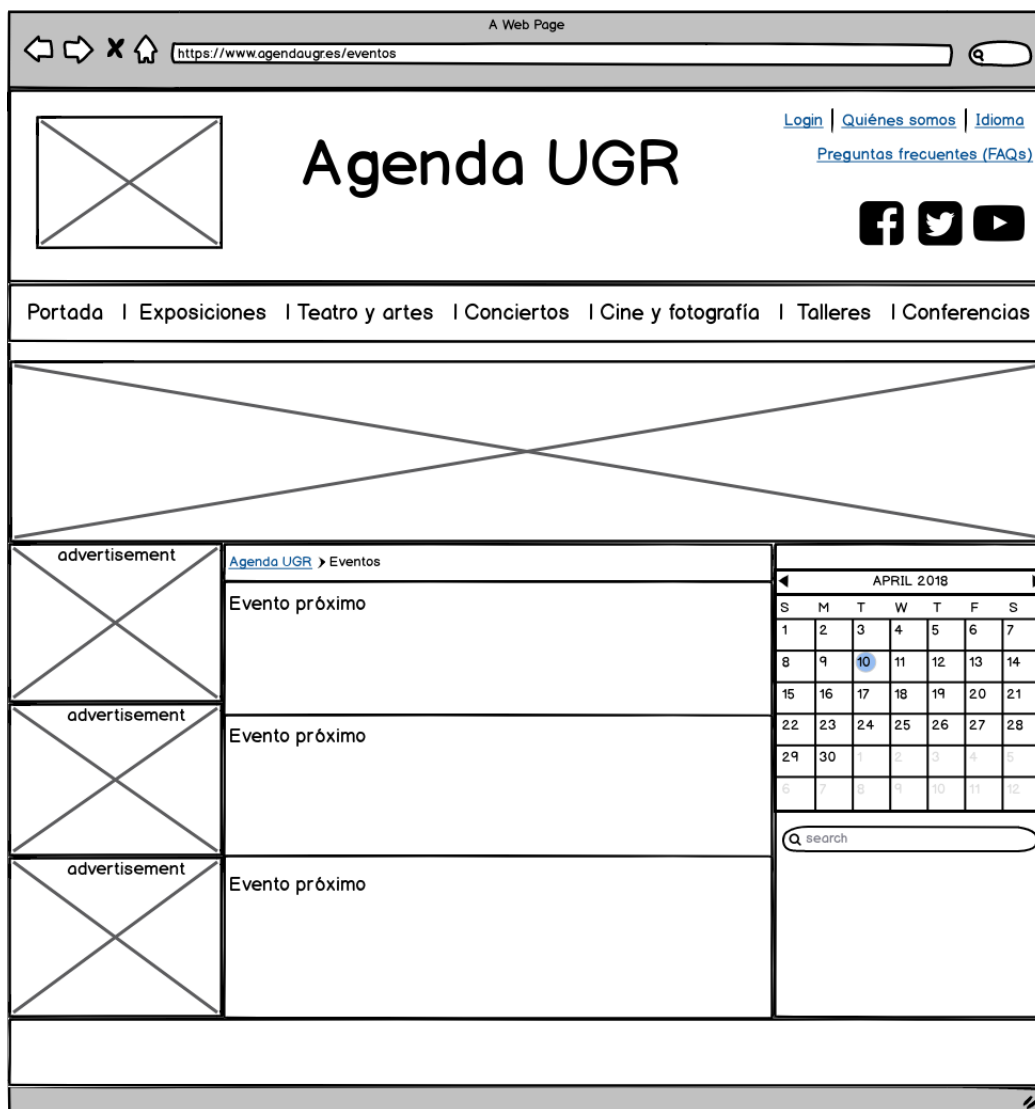 A Web Page
https://www.agendaugr.es/eventos
Login | Quiénes somos | Idioma
Preguntas frecuentes (FAQs)
Agenda UGR
Portada | Exposiciones | Teatro y artes | Conciertos | Cine y fotografía | Talleres | Conferencias
advertisement
advertisement
advertisement
Agenda UGR > Eventos
Evento próximo
Evento próximo
Evento próximo
APRIL 2018
S M T W T F S
1 2 3 4 5 6 7
8 9 10 11 12 13 14
15 16 17 18 19 20 21
22 23 24 25 26 27 28
29 30 1 2 3 4 5
6 7 8 9 10 11 12
search